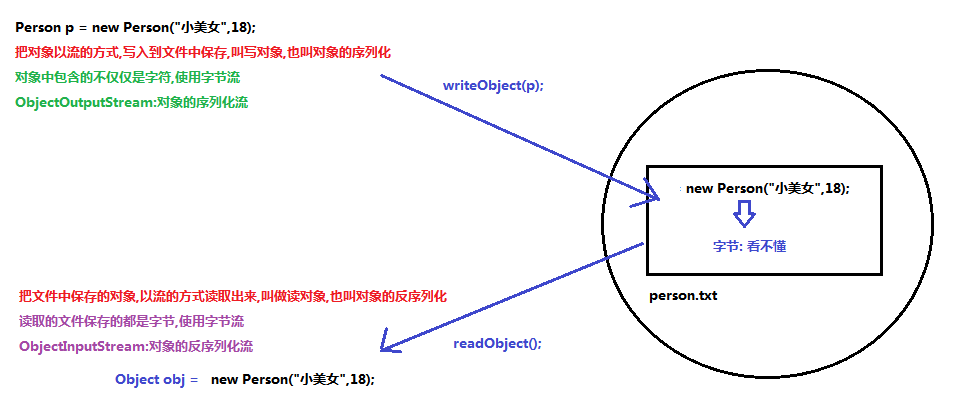 Person p = new Person("小美女",18);
把对象以流的方式,写入到文件中保存,叫写对象,也叫对象的序列化
对象中包含的不仅仅是字符,使用字节流
ObjectOutputStream:对象的序列化流
writeObject(p);
new Person("小美女",18);
字节: 看不懂
person.txt
把文件中保存的对象,以流的方式读取出来,叫做读对象,也叫对象的反序列化
读取的文件保存的都是字节,使用字节流
ObjectInputStream:对象的反序列化流
readObject();
Object obj = new Person("小美女",18);